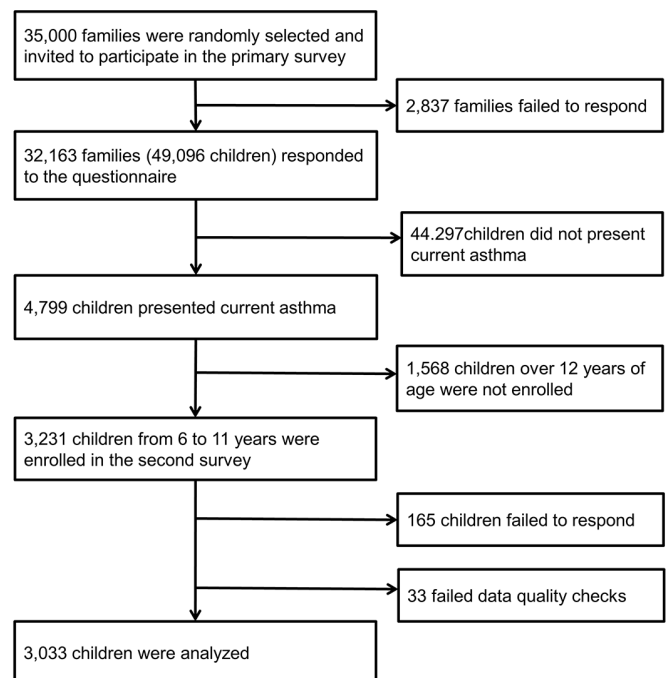 35,000 families were randomly selected and
invited to participate in the primary survey
2,837 families failed to respond
32,163 families (49,096 children) responded
to the questionnaire
44.297children did not present
current asthma
4,799 children presented current asthma
1,568 children over 12 years of
age were not enrolled
3,231 children from 6 to 11 years were
enrolled in the second survey
165 children failed to respond
33 failed data quality checks
3,033 children were analyzed